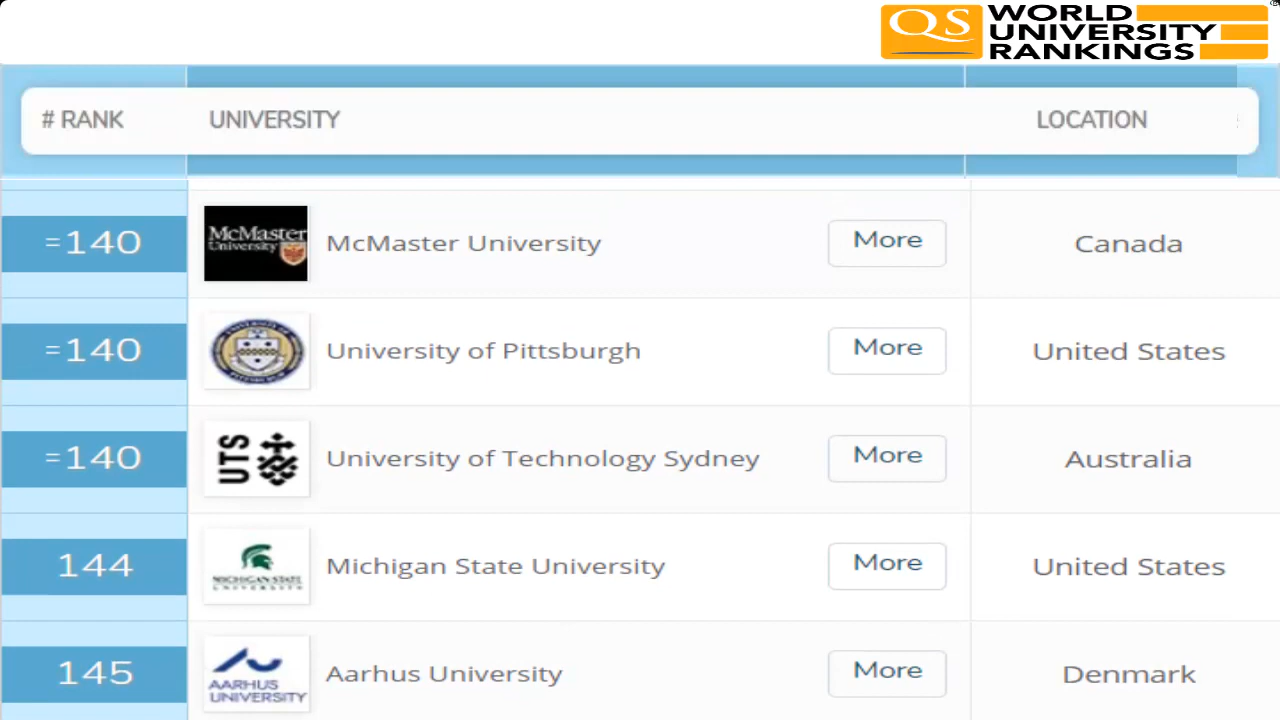 QS WORLD
UNIVERSITY
RANKINGS
# RANK UNIVERSITY LOCATION
=140 McMaster University McMaster University More Canada
=140 University of Pittsburgh More United States
=140 UTS University of Technology Sydney More Australia
144 MICHIGAN STATE UNIVERSITY Michigan State University More United States
145 AARHUS UNIVERSITY Aarhus University More Denmark